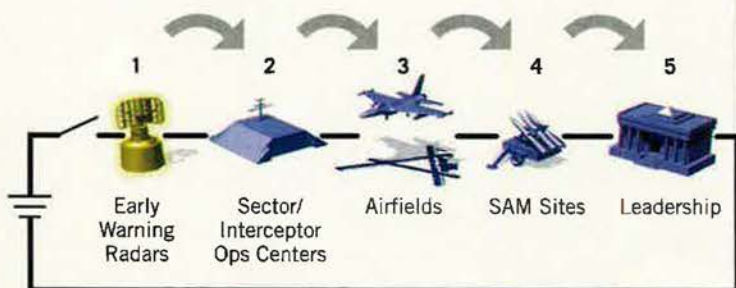 1 2 3 4 5
Early Warning Radars
Sector/ Interceptor Ops Centers
Airfields
SAM Sites
Leadership